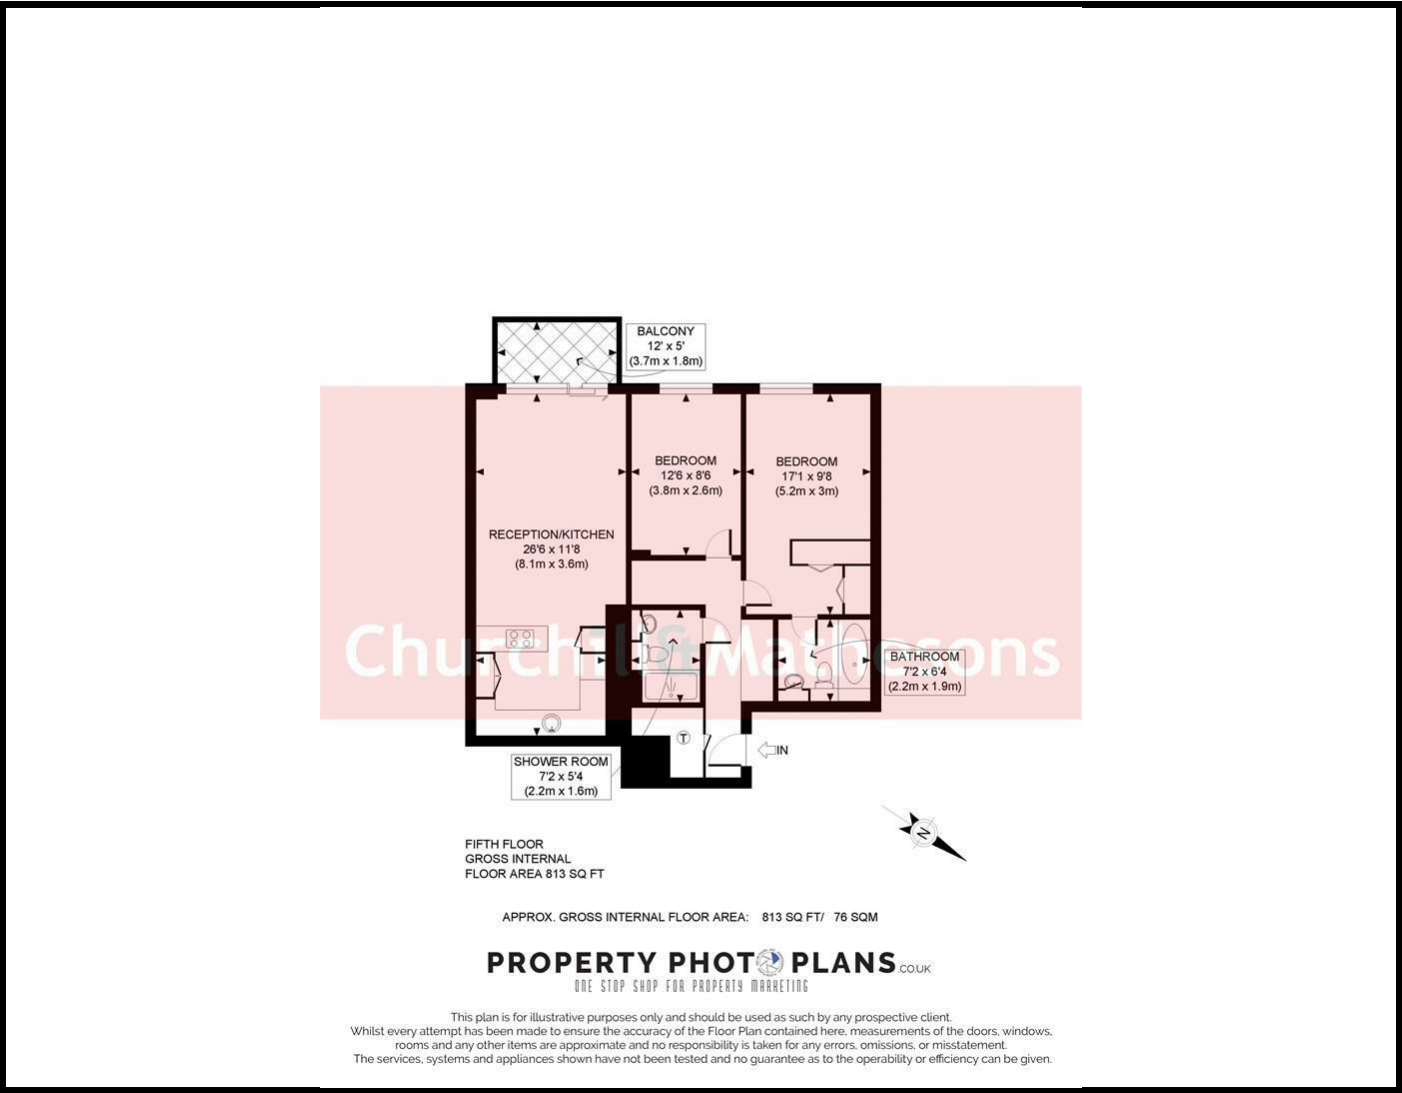 BALCONY
12' x 5'
(3.7m x 1.8m)
BEDROOM
12'6 x 8'6
(3.8m x 2.6m)
BEDROOM
17'1 x 9'8
(5.2m x 3m)
RECEPTION/KITCHEN
26'6 x 11'8
(8.1m x 3.6m)
Churchill & Mathesons
BATHROOM
7'2 x 6'4
(2.2m x 1.9m)
T
IN
SHOWER ROOM
7'2 x 5'4
(2.2m x 1.6m)
N
FIFTH FLOOR
GROSS INTERNAL
FLOOR AREA 813 SQ FT
APPROX. GROSS INTERNAL FLOOR AREA: 813 SQ FT/ 76 SQM
PROPERTY PHOTO PLANS.CO.UK
ONE STOP SHOP FOR PROPERTY MARKETING
This plan is for illustrative purposes only and should be used as such by any prospective client.
Whilst every attempt has been made to ensure the accuracy of the Floor Plan contained here, measurements of the doors, windows,
rooms and any other items are approximate and no responsibility is taken for any errors, omissions, or misstatement.
The services, systems and appliances shown have not been tested and no guarantee as to the operability or efficiency can be given.